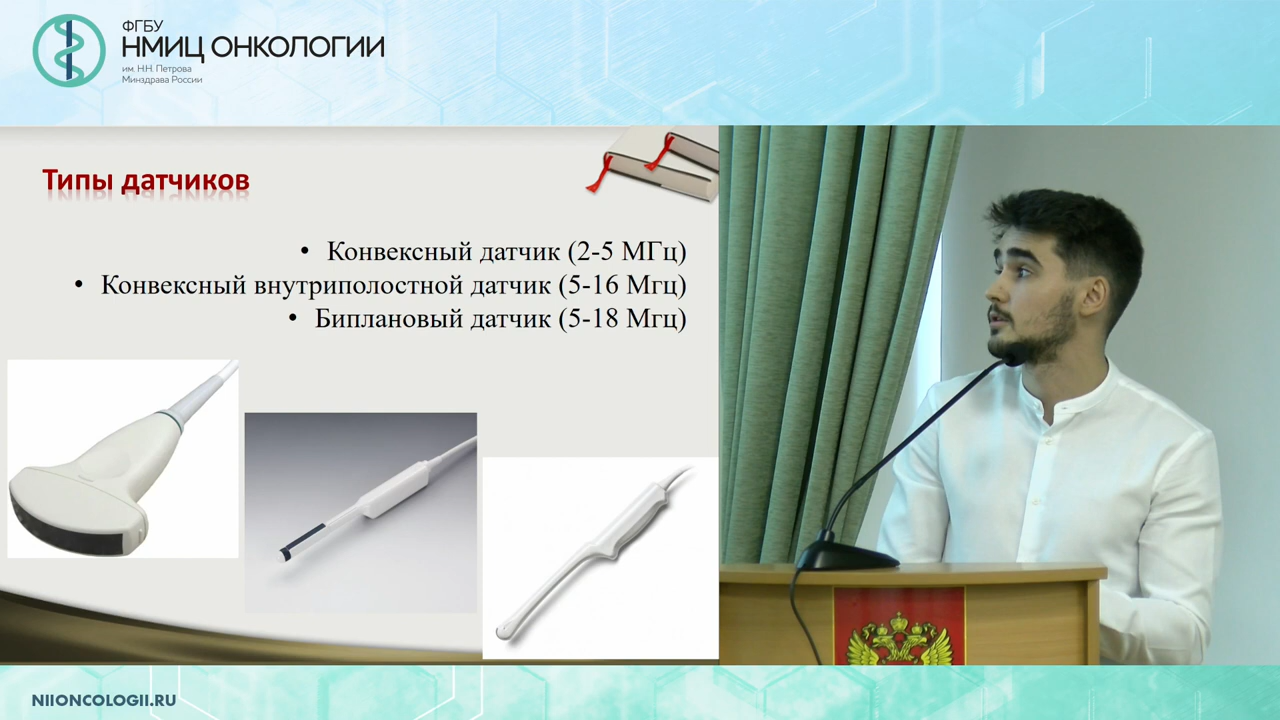 ФГБУ
НМИЦ ОНКОЛОГИИ
им. Н.Н. Петрова
Минздрава России
Типы датчиков
• Конвексный датчик (2-5 МГц)
• Конвексный внутриполостной датчик (5-16 Мгц)
• Биплановый датчик (5-18 Мгц)
NIIONCOLOGII.RU